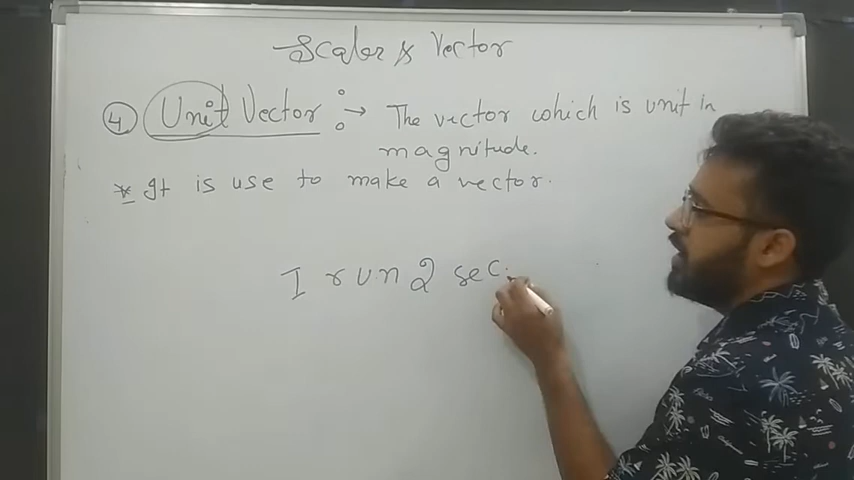 Scaler & Vector
④ Unit Vector :→ The vector which is unit in
magnitude.
* It is use to make a vector.
I run 2 sec.